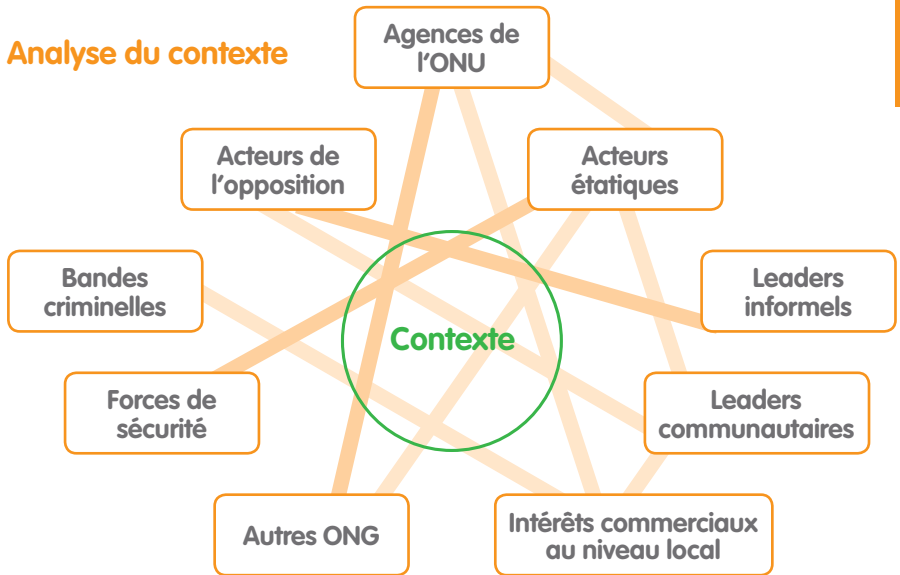 Analyse du contexte
Agences de
l'ONU
Acteurs de
l'opposition
Acteurs
étatiques
Bandes
criminelles
Leaders
informels
Contexte
Forces de
sécurité
Leaders
communautaires
Autres ONG
Intérêts commerciaux
au niveau local